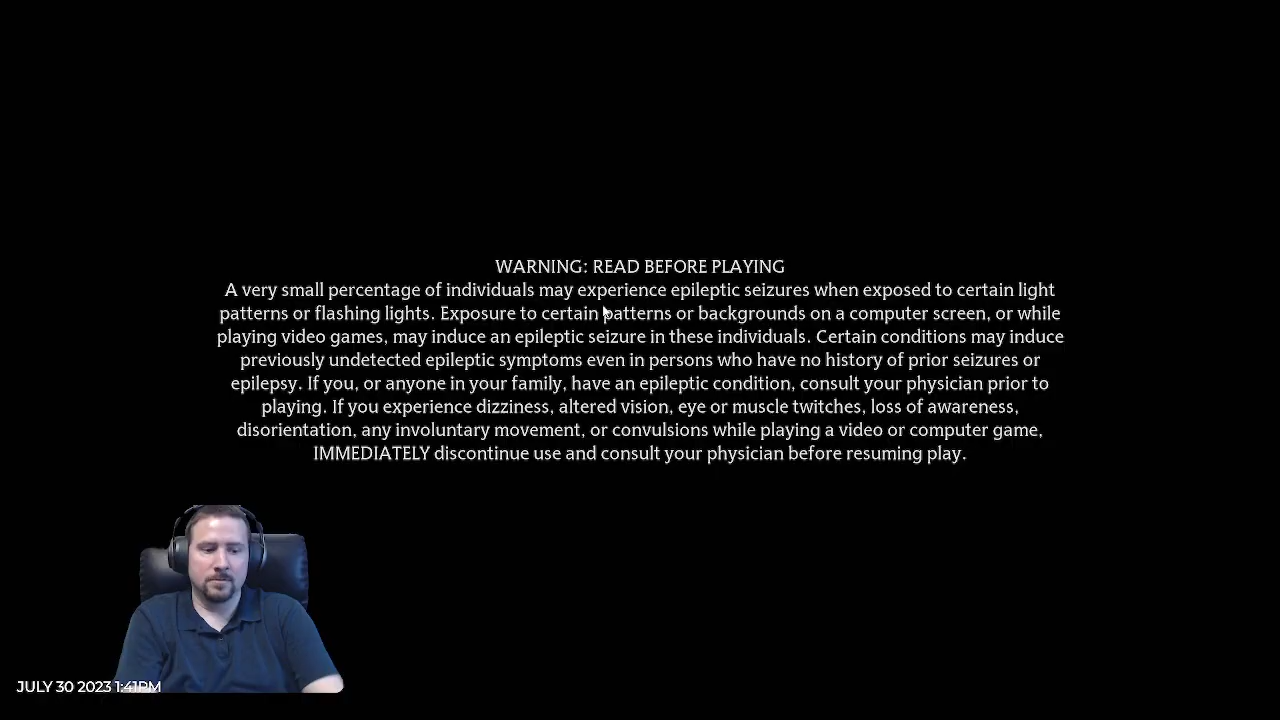 WARNING: READ BEFORE PLAYING
A very small percentage of individuals may experience epileptic seizures when exposed to certain light
patterns or flashing lights. Exposure to certain patterns or backgrounds on a computer screen, or while
playing video games, may induce an epileptic seizure in these individuals. Certain conditions may induce
previously undetected epileptic symptoms even in persons who have no history of prior seizures or
epilepsy. If you, or anyone in your family, have an epileptic condition, consult your physician prior to
playing. If you experience dizziness, altered vision, eye or muscle twitches, loss of awareness,
disorientation, any involuntary movement, or convulsions while playing a video or computer game,
IMMEDIATELY discontinue use and consult your physician before resuming play.
JULY 30 2023 1:41PM